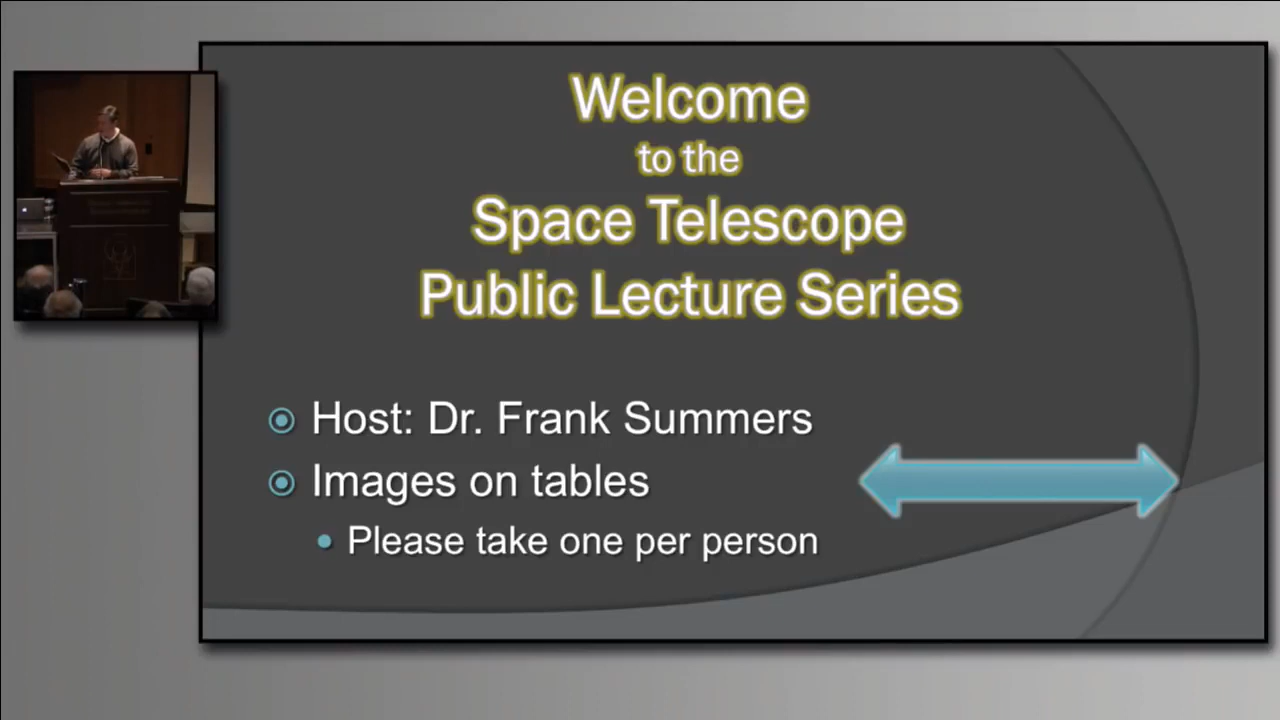 Welcome
to the
Space Telescope
Public Lecture Series
Host: Dr. Frank Summers
Images on tables
Please take one per person